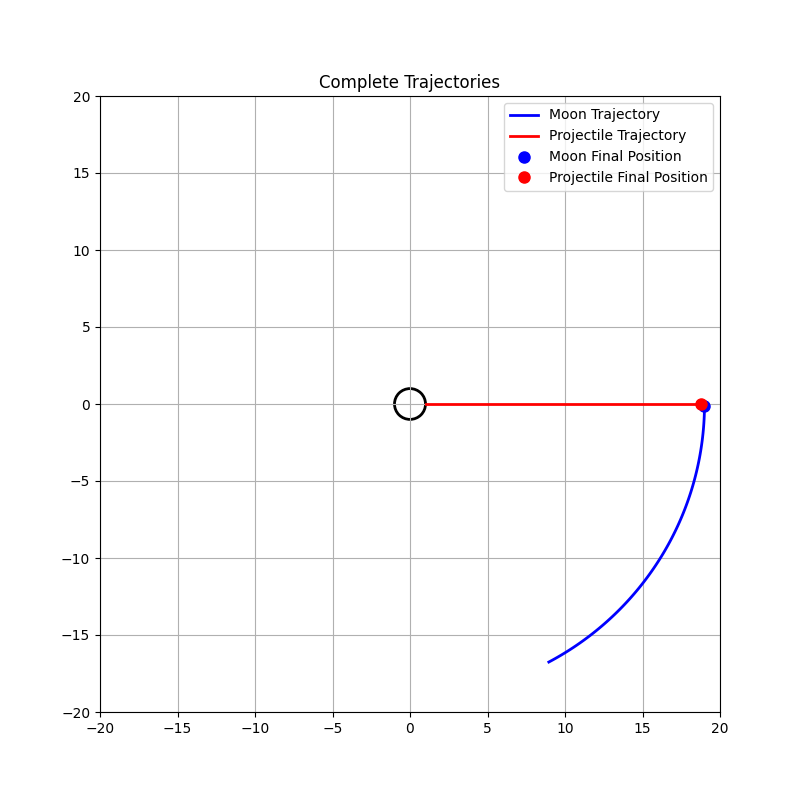 Complete Trajectories
Moon Trajectory
Projectile Trajectory
Moon Final Position
Projectile Final Position
20
15
10
5
0
−5
−10
−15
−20
−20 −15 −10 −5 0 5 10 15 20